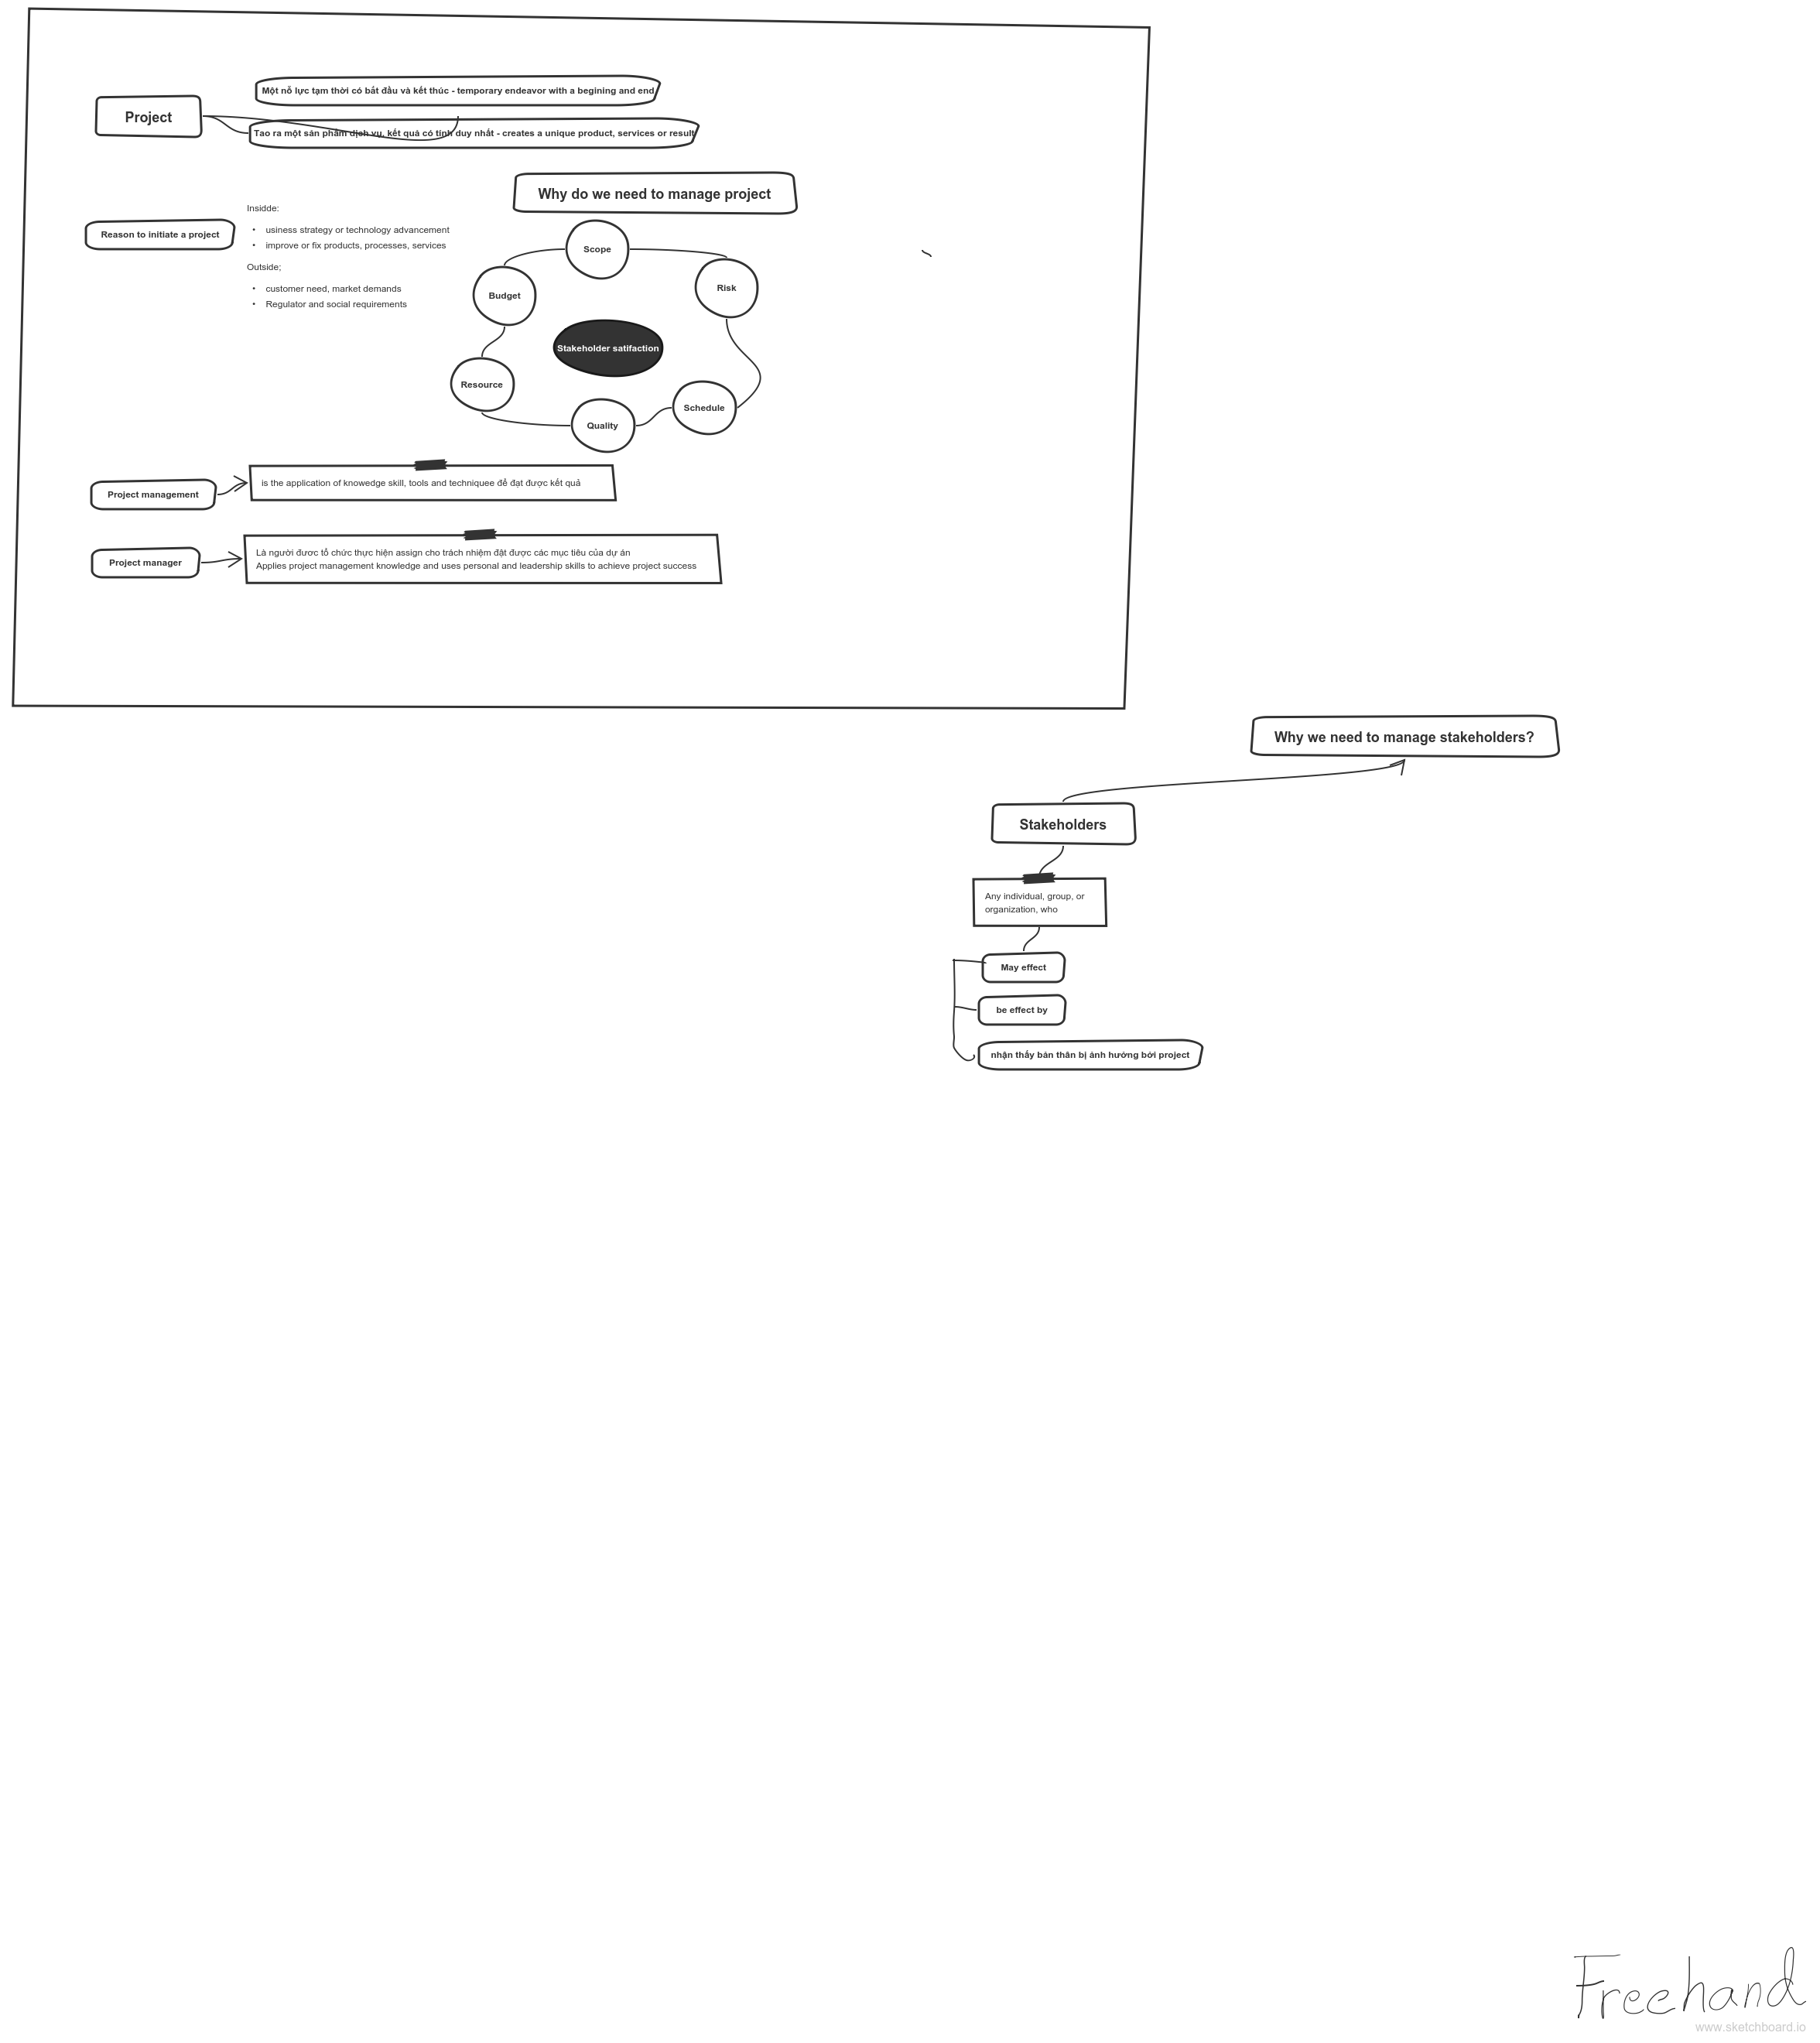 Một nỗ lực tạm thời có bắt đầu và kết thúc - temporary endeavor with a begining and end
Project
Tạo ra một sản phẩm dịch vụ, kết quả có tính duy nhất - creates a unique product, services or result
Why do we need to manage project
Reason to initiate a project
Insidde:
• usiness strategy or technology advancement
• improve or fix products, processes, services
Outside;
• customer need, market demands
• Regulator and social requirements
Scope
Risk
Budget
Stakeholder satifaction
Resource
Schedule
Quality
Project management
is the application of knowedge skill, tools and techniquee để đạt được kết quả
Project manager
Là người đươc tổ chức thực hiện assign cho trách nhiệm đặt được các mục tiêu của dự án
Applies project management knowledge and uses personal and leadership skills to achieve project success
Why we need to manage stakeholders?
Stakeholders
Any individual, group, or
organization, who
May effect
be effect by
nhận thấy bản thân bị ảnh hưởng bởi project
Freehand
www.sketchboard.io